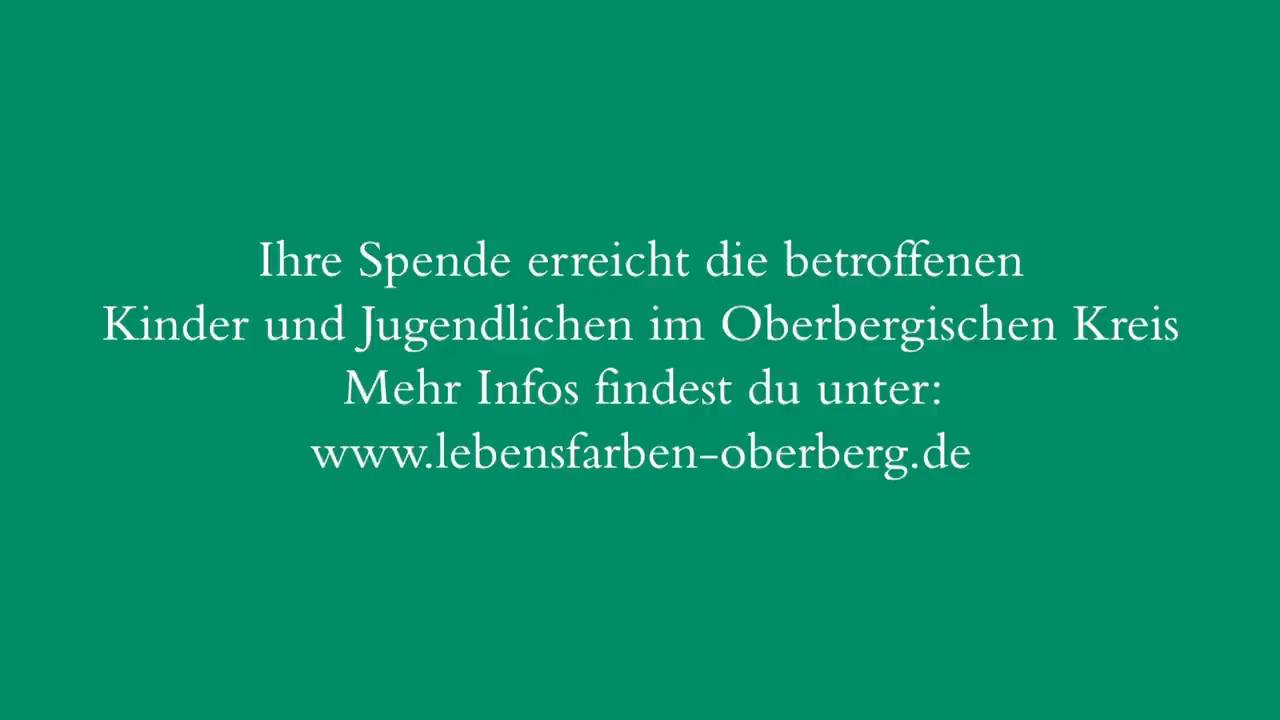 Ihre Spende erreicht die betroffenen
Kinder und Jugendlichen im Oberbergischen Kreis
Mehr Infos findest du unter:
www.lebensfarben-oberberg.de